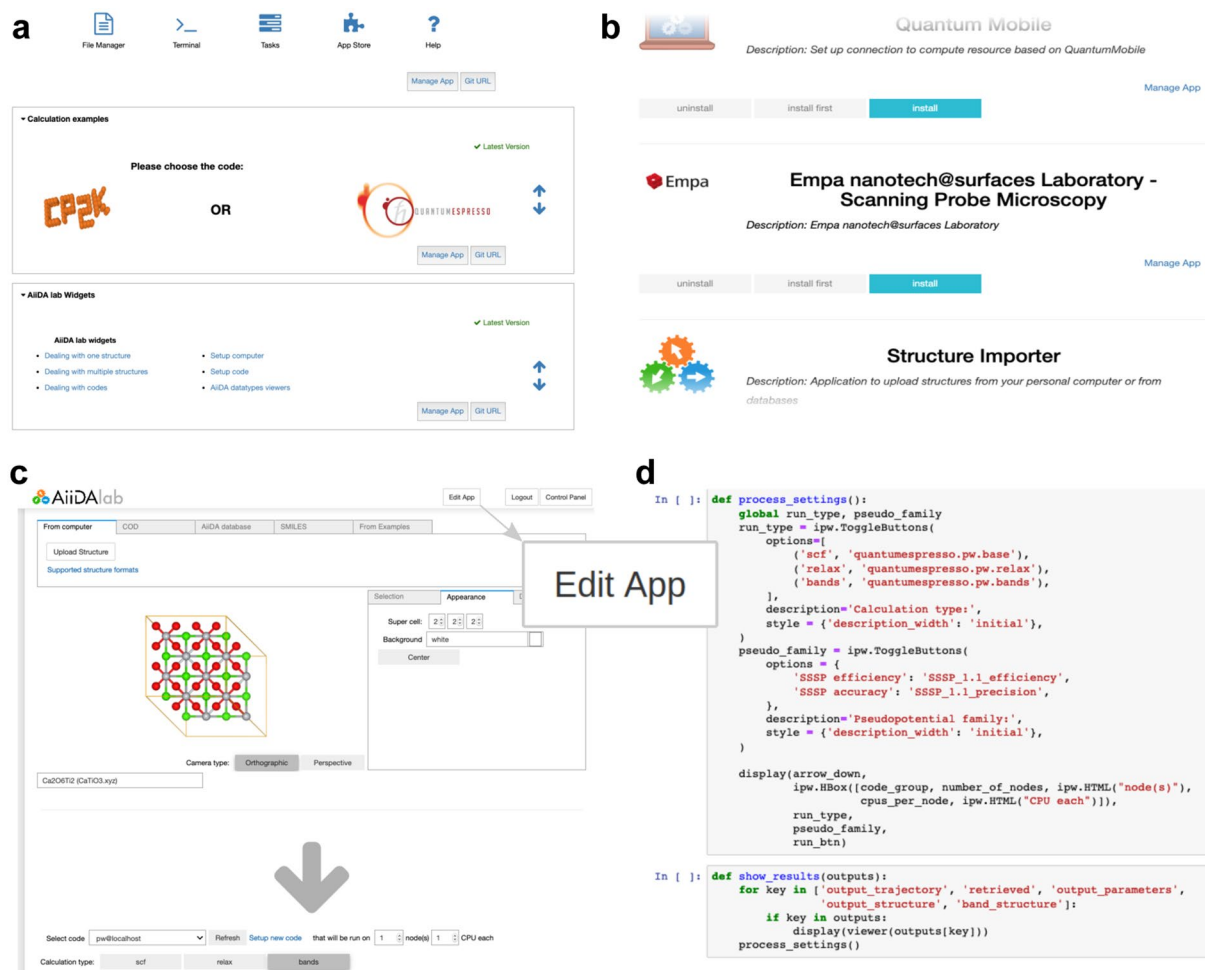 a
File Manager
Terminal
Tasks
App Store
?
Help
Manage App
Git URL
Calculation examples
Latest Version
Please choose the code:
CP2K
OR
QUANTUMESPRESSO
Manage App
Git URL
AiiDA lab Widgets
Latest Version
AiiDA lab widgets
• Dealing with one structure
• Setup computer
• Dealing with multiple structures
• Setup code
• Dealing with codes
• AiiDA datatypes viewers
Manage App
Git URL
b
Quantum Mobile
Description: Set up connection to compute resource based on QuantumMobile
Manage App
uninstall
install first
install
Empa
Empa nanotech@surfaces Laboratory -
Scanning Probe Microscopy
Description: Empa nanotech@surfaces Laboratory
Manage App
uninstall
install first
install
Structure Importer
Description: Application to upload structures from your personal computer or from
databases
c
AiiDAlab
Edit App
Logout
Control Panel
From computer
COD
AiiDA database
SMILES
From Examples
Upload Structure
Supported structure formats
Edit App
Selection
Appearance
Super cell: 2 2 2
Background white
Center
Camera type: Orthographic Perspective
Ca2O6Ti2 (CaTiO3.xyz)
Select code pw@localhost Refresh Setup new code that will be run on 1 node(s) 1 CPU each
Calculation type: scf relax bands
d
In [ ]: def process_settings():
global run_type, pseudo_family
run_type = ipw.ToggleButtons(
options=[
('scf', 'quantumespresso.pw.base'),
('relax', 'quantumespresso.pw.relax'),
('bands', 'quantumespresso.pw.bands'),
],
description='Calculation type:',
style = {'description_width': 'initial'},
)
pseudo_family = ipw.ToggleButtons(
options = {
'SSSP efficiency': 'SSSP_1.1_efficiency',
'SSSP accuracy': 'SSSP_1.1_precision',
},
description='Pseudopotential family:',
style = {'description_width': 'initial'},
)
display(arrow_down,
ipw.HBox([code_group, number_of_nodes, ipw.HTML("node(s)"),
cpus_per_node, ipw.HTML("CPU each")]),
run_type,
pseudo_family,
run_btn)
In [ ]: def show_results(outputs):
for key in ['output_trajectory', 'retrieved', 'output_parameters',
'output_structure', 'band_structure']:
if key in outputs:
display(viewer(outputs[key]))
process_settings()